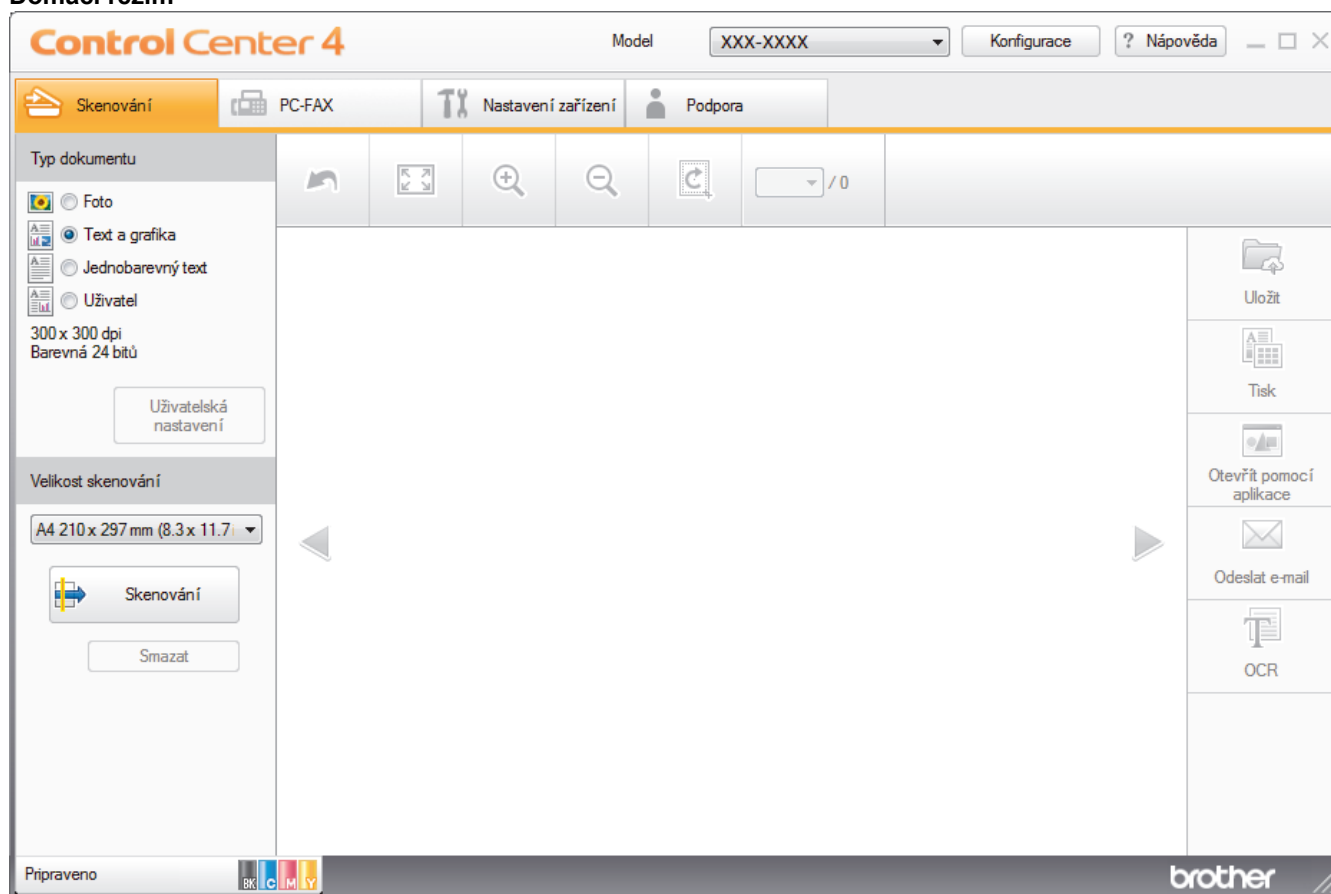 Domácí režim
Control Center 4
Model
XXX-XXXX
Konfigurace
? Nápověda
Skenování
PC-FAX
Nastavení zařízení
Podpora
Typ dokumentu
/ 0
Foto
Text a grafika
Jednobarevný text
Uživatel
300 x 300 dpi
Barevná 24 bitů
Uživatelská
nastavení
Velikost skenování
A4 210 x 297 mm (8.3 x 11.7
Skenování
Smazat
Uložit
Tisk
Otevřít pomocí
aplikace
Odeslat e-mail
OCR
Pripraveno
BK C M Y
brother